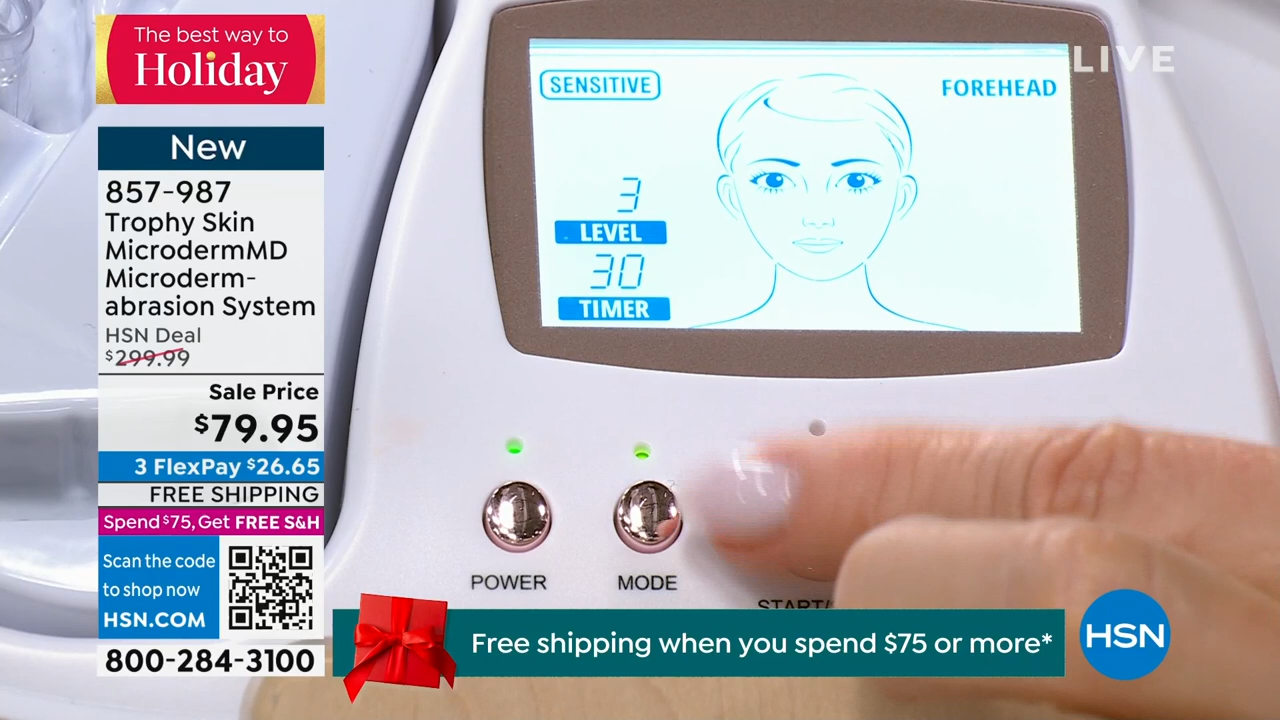 The best way to
Holiday
New
857-987
Trophy Skin
MicrodermMD
Microderm-
abrasion System
HSN Deal
$299.99
Sale Price
$79.95
3 FlexPay $26.65
FREE SHIPPING
Spend $75, Get FREE S&H
Scan the code
to shop now
HSN.COM
800-284-3100
LIVE
SENSITIVE
FOREHEAD
3
LEVEL
30
TIMER
POWER
MODE
START/
Free shipping when you spend $75 or more*
HSN